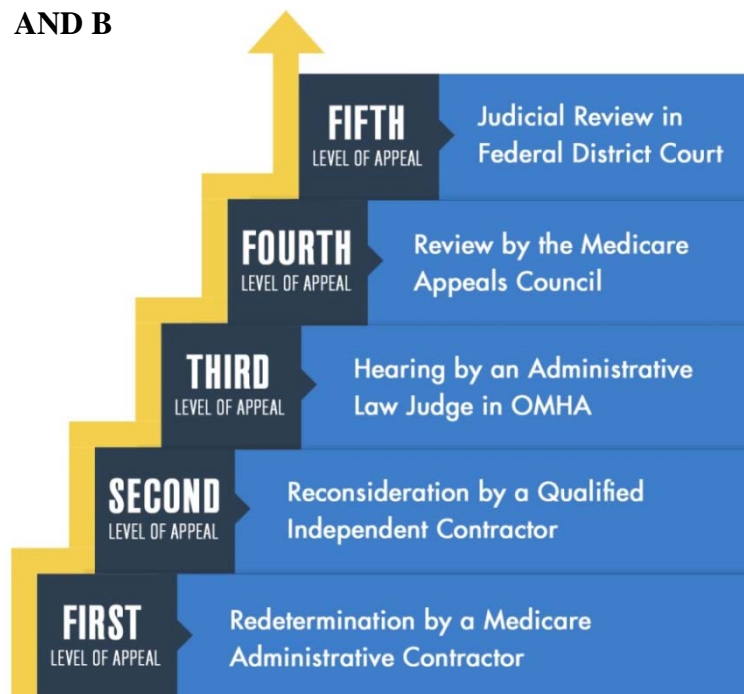 AND B
FIFTH
LEVEL OF APPEAL
Judicial Review in
Federal District Court
FOURTH
LEVEL OF APPEAL
Review by the Medicare
Appeals Council
THIRD
LEVEL OF APPEAL
Hearing by an Administrative
Law Judge in OMHA
SECOND
LEVEL OF APPEAL
Reconsideration by a Qualified
Independent Contractor
FIRST
LEVEL OF APPEAL
Redetermination by a Medicare
Administrative Contractor